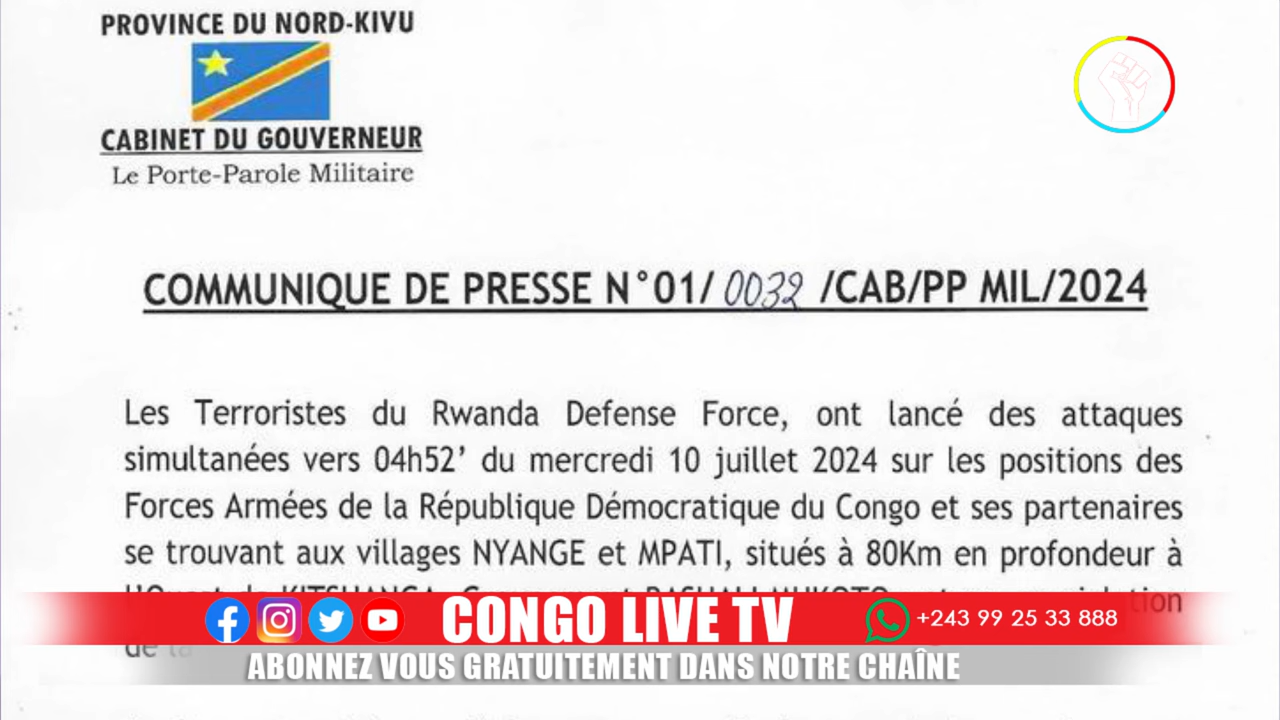 PROVINCE DU NORD-KIVU
CABINET DU GOUVERNEUR
Le Porte-Parole Militaire
COMMUNIQUE DE PRESSE N°01/ 0032 /CAB/PP MIL/2024
Les Terroristes du Rwanda Defense Force, ont lancé des attaques
simultanées vers 04h52’ du mercredi 10 juillet 2024 sur les positions des
Forces Armées de la République Démocratique du Congo et ses partenaires
se trouvant aux villages NYANGE et MPATI, situés à 80Km en profondeur à
CONGO LIVE TV
+243 99 25 33 888
de la
ABONNEZ VOUS GRATUITEMENT DANS NOTRE CHAÎNE